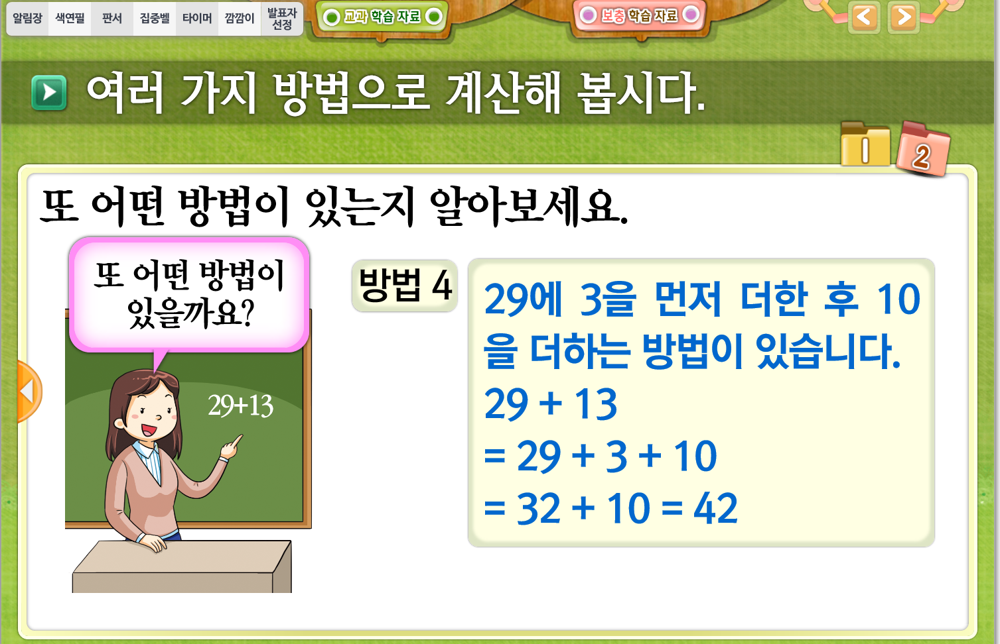 알림장 색연필 판서 집중벨 타이머 깜깜이 발표자
선정
교과 학습 자료
보충 학습 자료
여러 가지 방법으로 계산해 봅시다.
1
2
또 어떤 방법이 있는지 알아보세요.
또 어떤 방법이
있을까요?
29+13
방법 4
29에 3을 먼저 더한 후 10
을 더하는 방법이 있습니다.
29 + 13
= 29 + 3 + 10
= 32 + 10 = 42